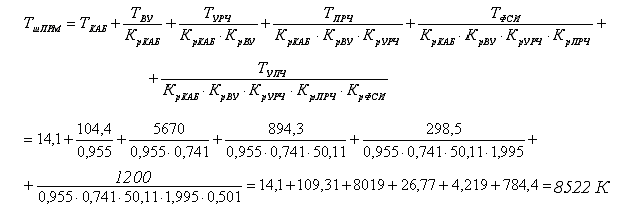 T_шПРМ = T_КАБ + T_ВУ / K_рКАБ + T_УРЧ / (K_рКАБ · K_рВУ) + T_ПРЧ / (K_рКАБ · K_рВУ · K_рУРЧ) + T_ФСИ / (K_рКАБ · K_рВУ · K_рУРЧ · K_рПРЧ) +
+ T_УПЧ / (K_рКАБ · K_рВУ · K_рУРЧ · K_рПРЧ · K_рФСИ)
= 14,1 + 104,4 / 0,955 + 5670 / (0,955 · 0,741) + 894,3 / (0,955 · 0,741 · 50,11) + 298,5 / (0,955 · 0,741 · 50,11 · 1,995) +
+ 1200 / (0,955 · 0,741 · 50,11 · 1,995 · 0,501) = 14,1 + 109,31 + 8019 + 26,77 + 4,219 + 784,4 = 8522 K